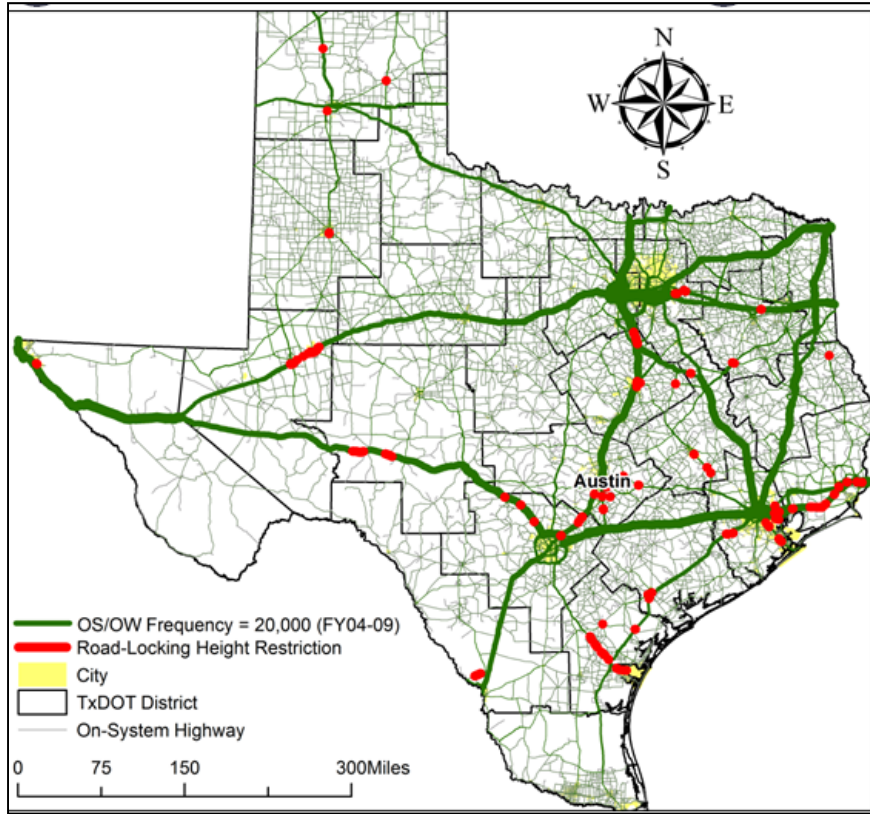 N
W E
S
Austin
OS/OW Frequency = 20,000 (FY04-09)
Road-Locking Height Restriction
City
TxDOT District
On-System Highway
0 75 150 300Miles